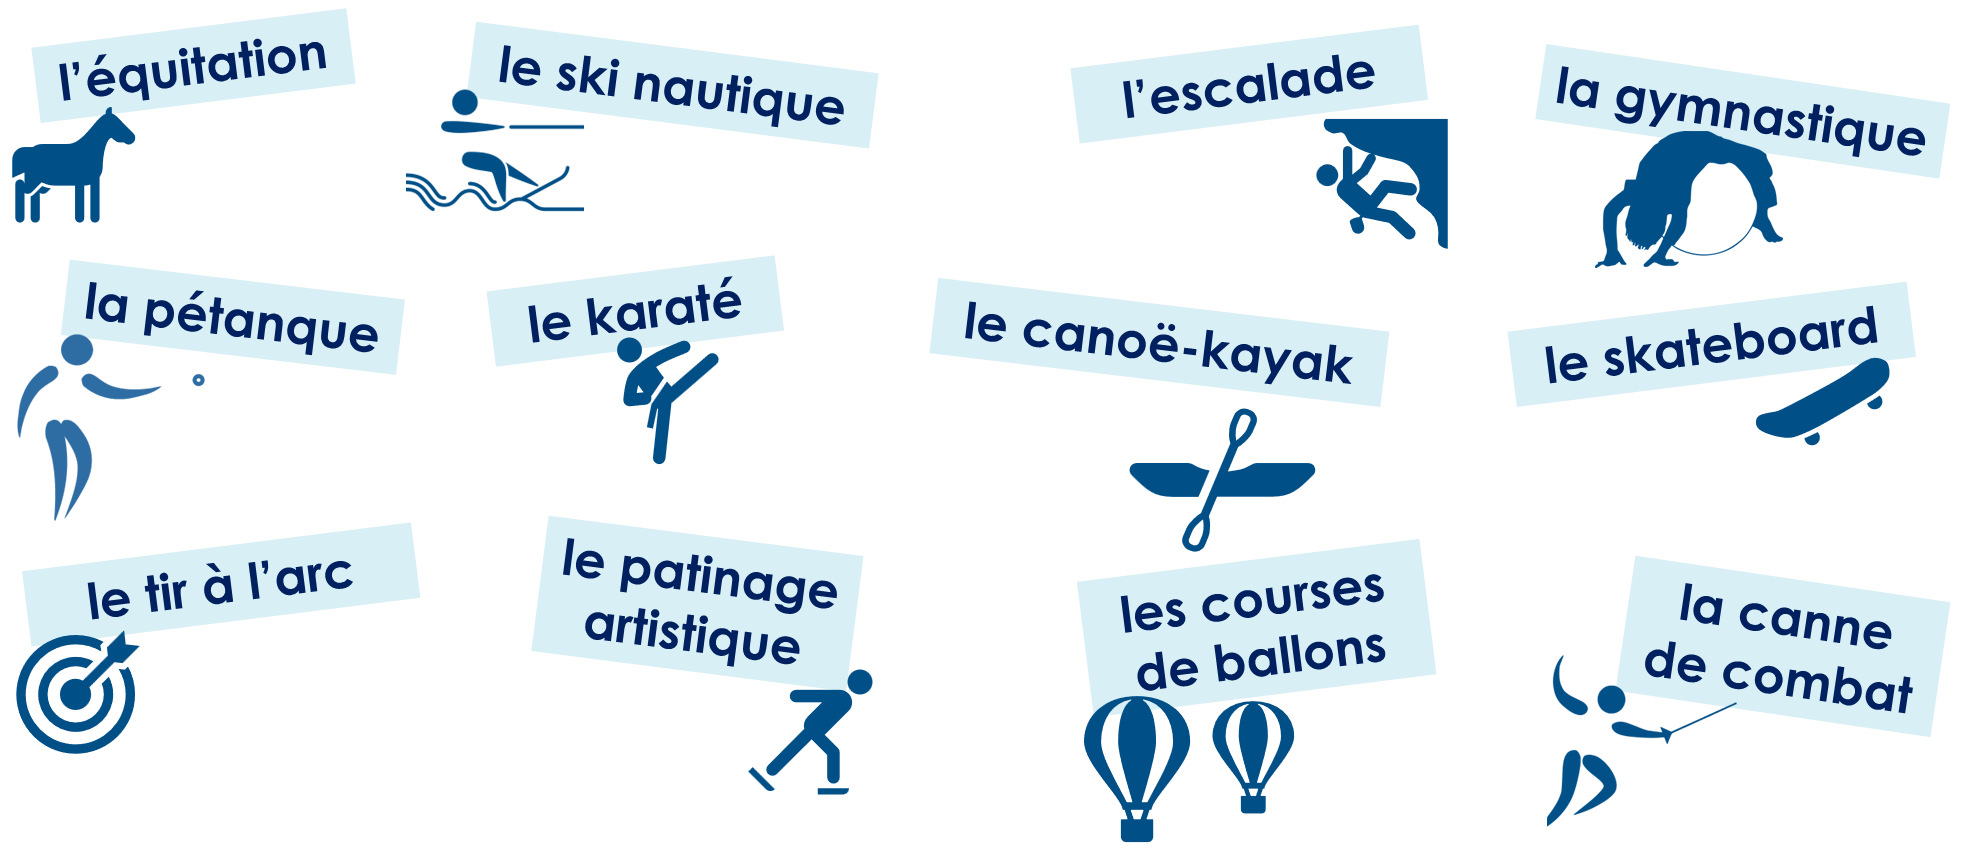 l’équitation
le ski nautique
l’escalade
la gymnastique
la pétanque
le karaté
le canoë-kayak
le skateboard
le tir à l’arc
le patinage
artistique
les courses
de ballons
la canne
de combat